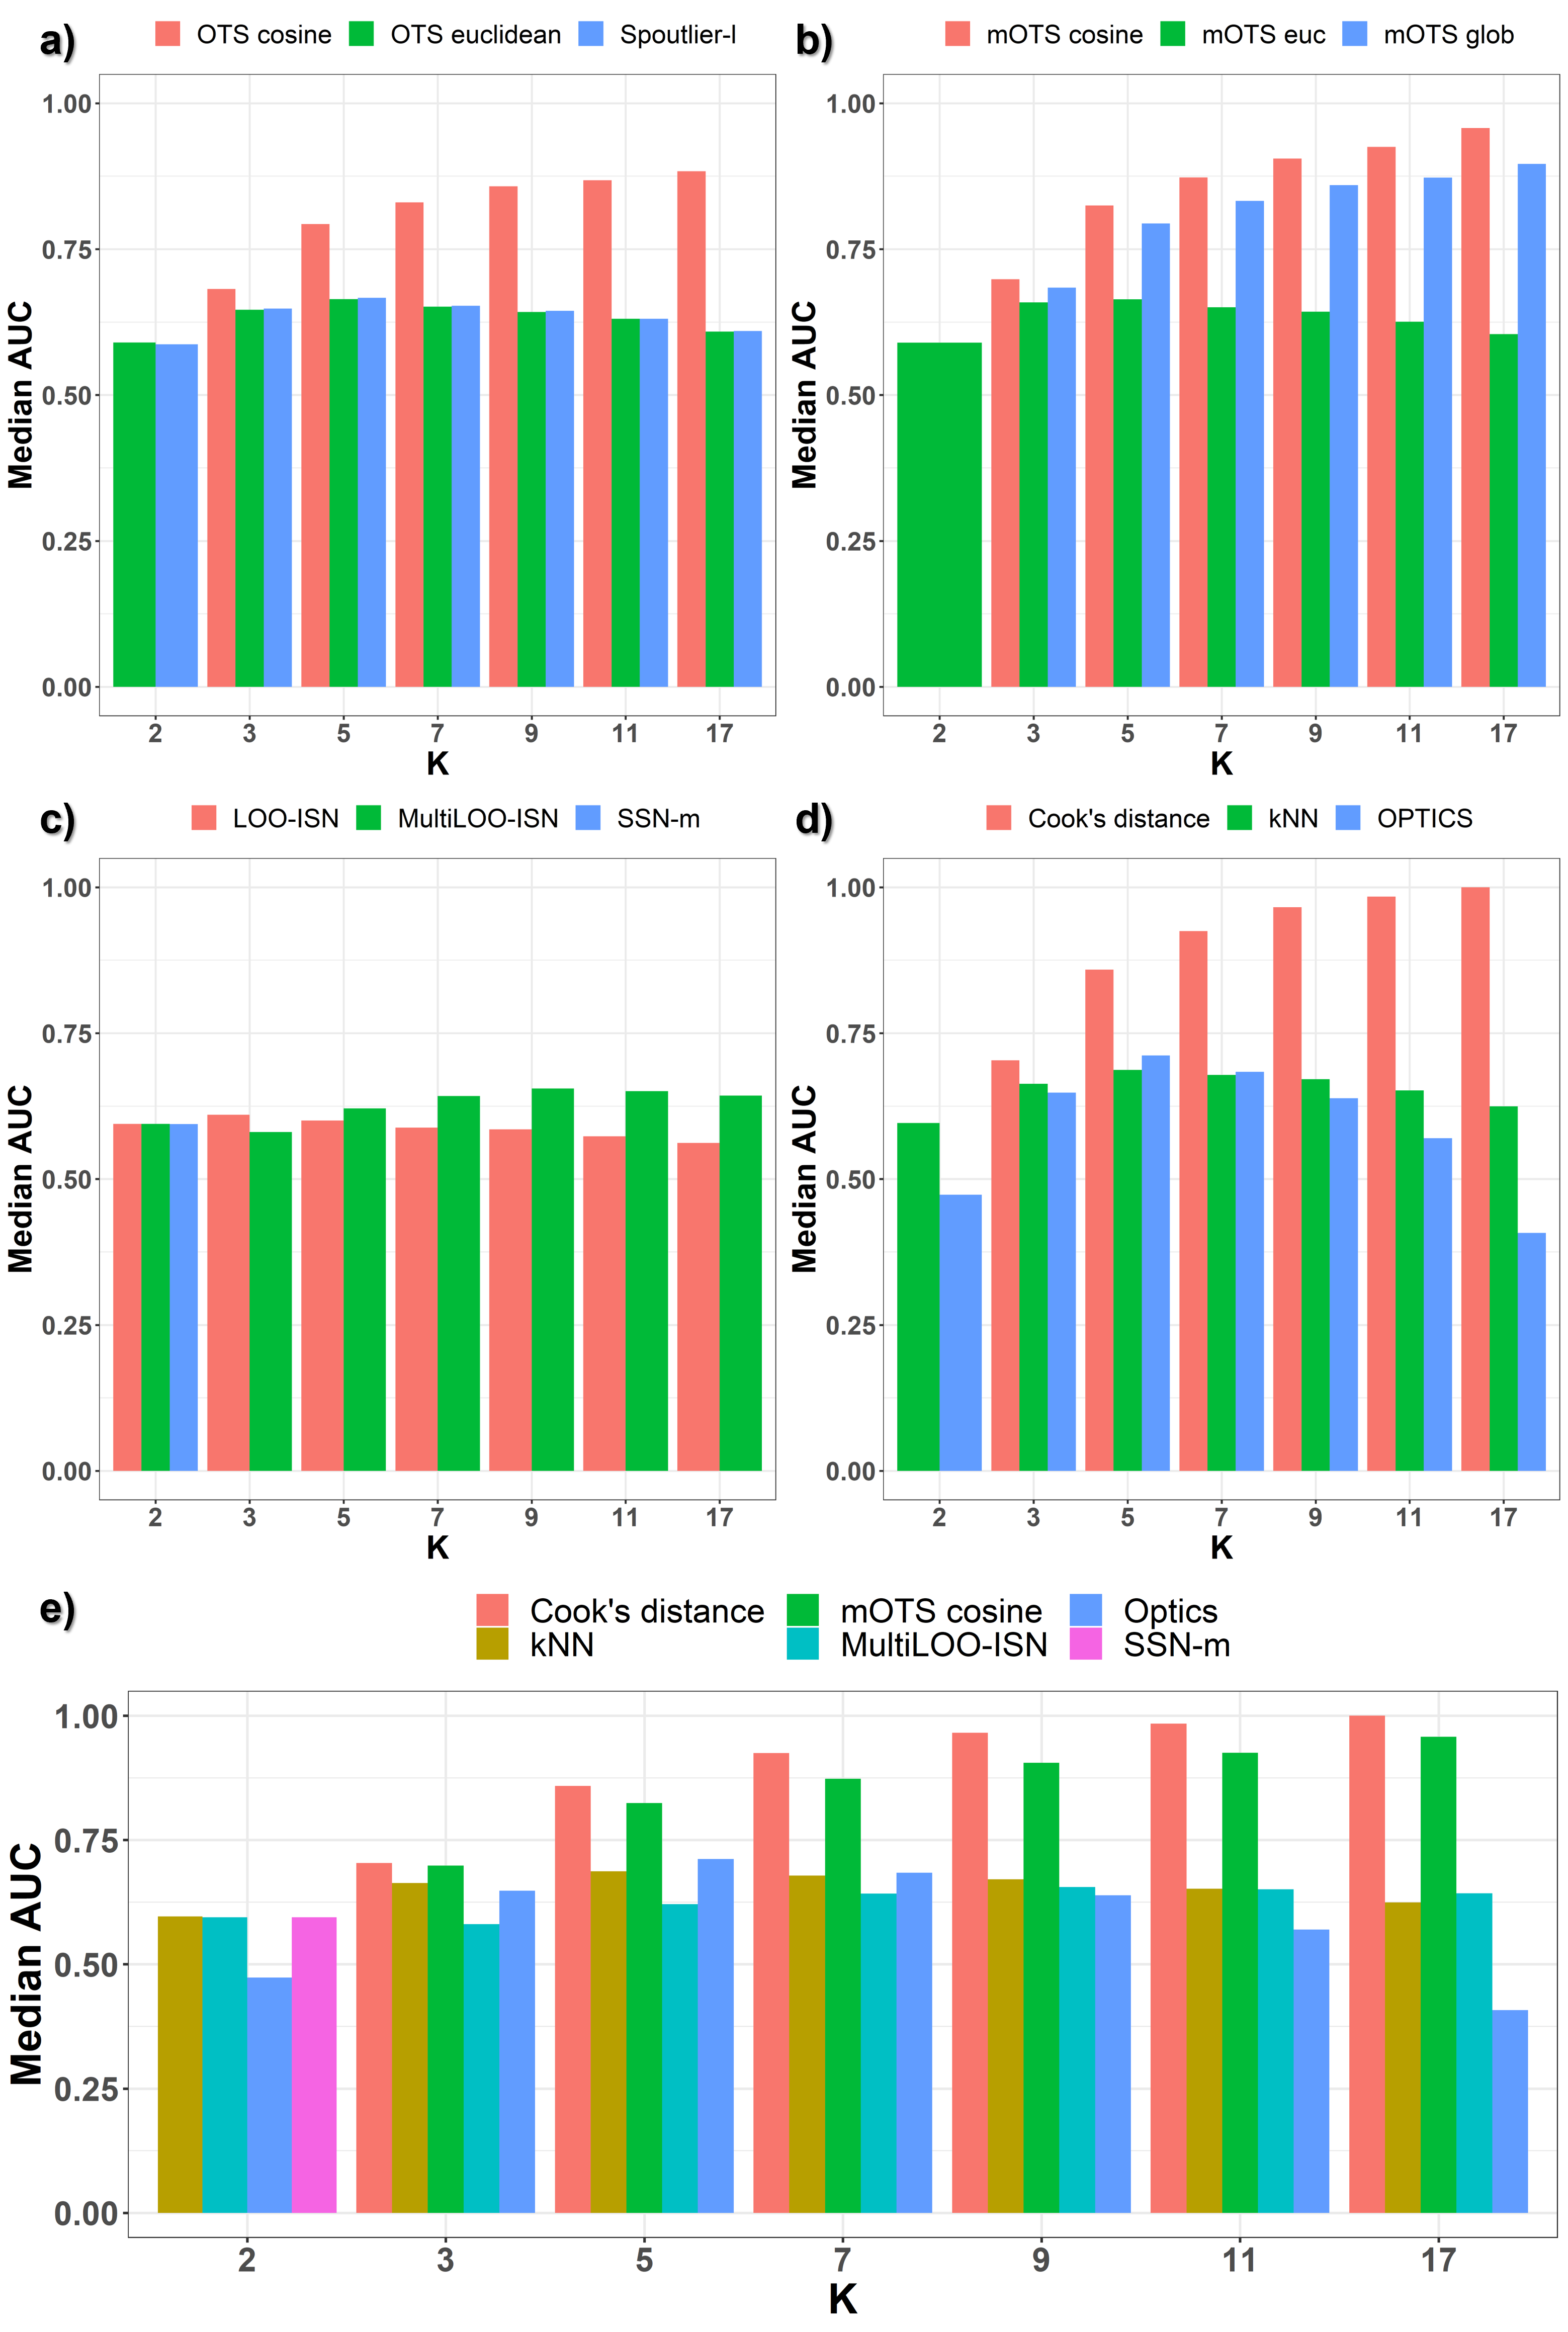 a) OTS cosine OTS euclidean Spoutlier-l
1.00
0.75
0.50
0.25
0.00
Median AUC
2 3 5 7 9 11 17
K
b) mOTS cosine mOTS euc mOTS glob
1.00
0.75
0.50
0.25
0.00
Median AUC
2 3 5 7 9 11 17
K
c) LOO-ISN MultiLOO-ISN SSN-m
1.00
0.75
0.50
0.25
0.00
Median AUC
2 3 5 7 9 11 17
K
d) Cook's distance kNN OPTICS
1.00
0.75
0.50
0.25
0.00
Median AUC
2 3 5 7 9 11 17
K
e) Cook's distance mOTS cosine Optics
kNN MultiLOO-ISN SSN-m
1.00
0.75
0.50
0.25
0.00
Median AUC
2 3 5 7 9 11 17
K